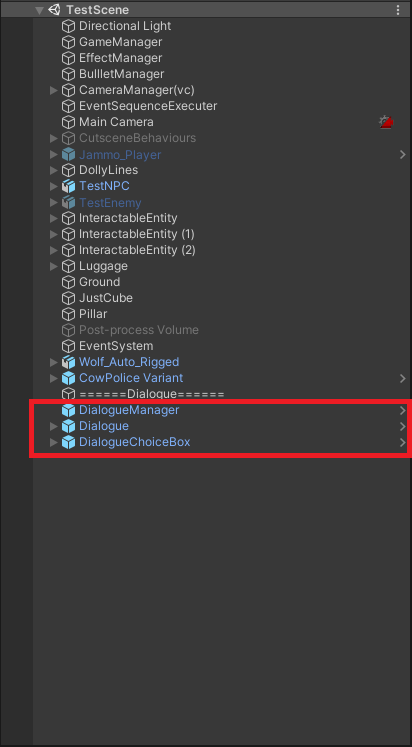 TestScene
Directional Light
GameManager
EffectManager
BullletManager
CameraManager(vc)
EventSequenceExecuter
Main Camera
CutsceneBehaviours
Jammo_Player
DollyLines
TestNPC
TestEnemy
InteractableEntity
InteractableEntity (1)
InteractableEntity (2)
Luggage
Ground
JustCube
Pillar
Post-process Volume
EventSystem
Wolf_Auto_Rigged
CowPolice Variant
======Dialogue======
DialogueManager
Dialogue
DialogueChoiceBox